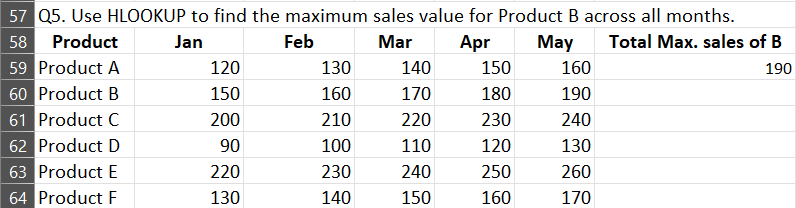 57 Q5. Use HLOOKUP to find the maximum sales value for Product B across all months.
58 Product Jan Feb Mar Apr May Total Max. sales of B
59 Product A 120 130 140 150 160 190
60 Product B 150 160 170 180 190
61 Product C 200 210 220 230 240
62 Product D 90 100 110 120 130
63 Product E 220 230 240 250 260
64 Product F 130 140 150 160 170